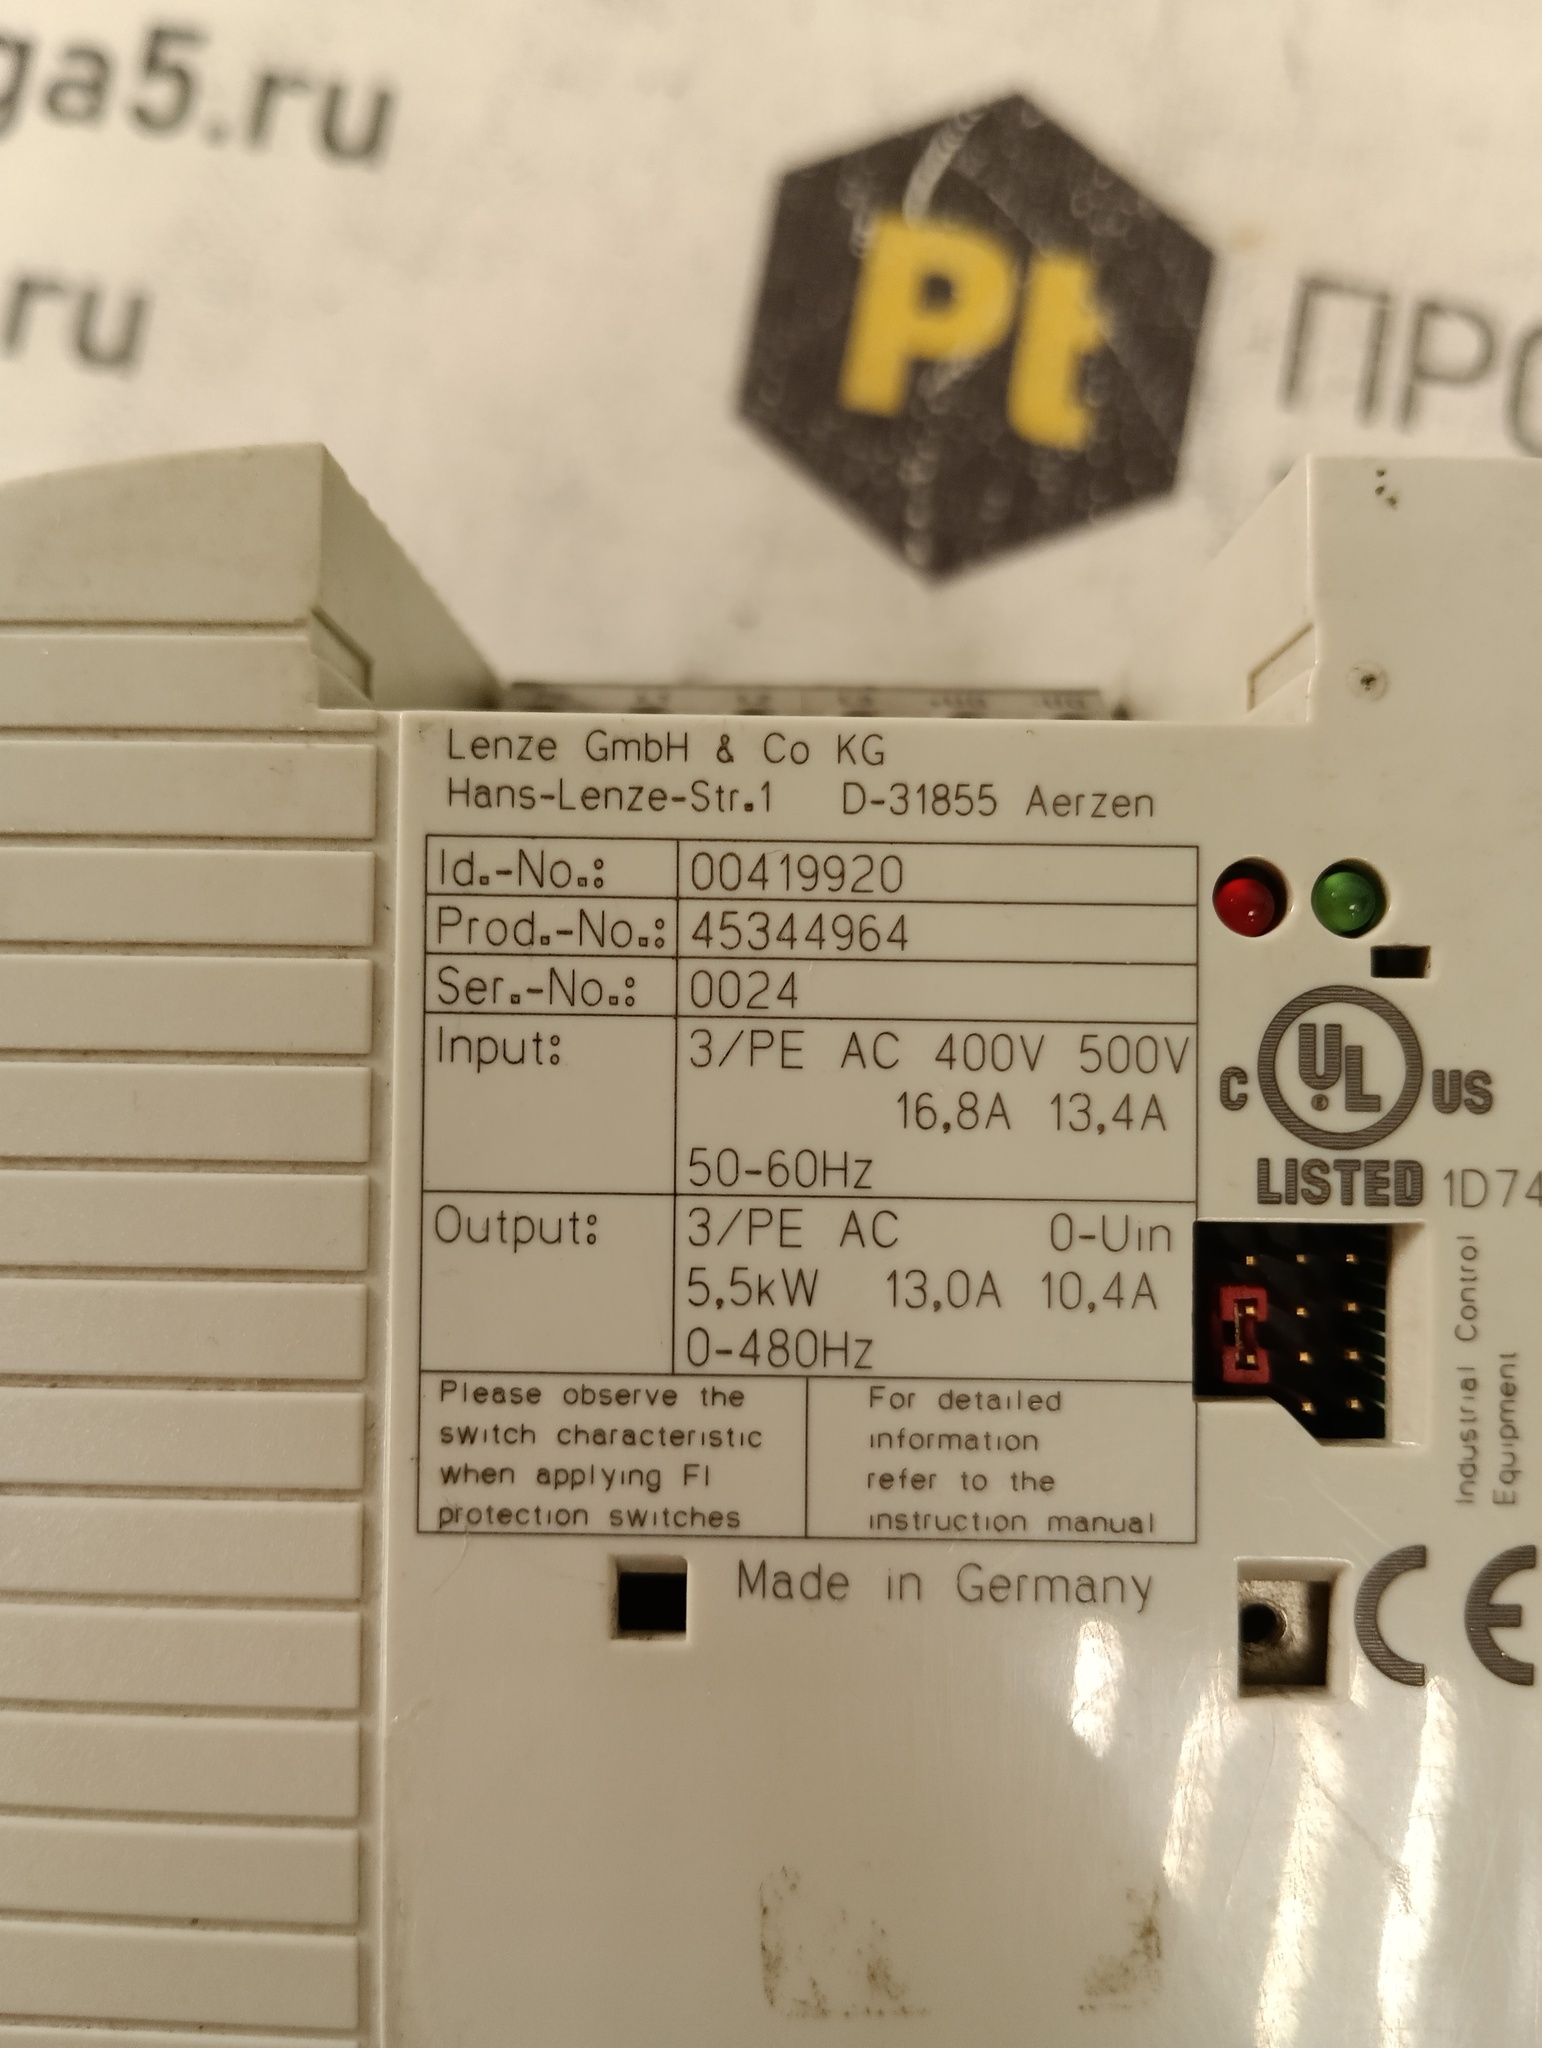 ga5.ru
.ru
Pt
ПРО
Lenze GmbH & Co KG
Hans-Lenze-Str.1 D-31855 Aerzen
Id.-No.: 00419920
Prod.-No.: 45344964
Ser.-No.: 0024
Input: 3/PE AC 400V 500V
16,8A 13,4A
50-60Hz
Output: 3/PE AC 0-Uin
5,5kW 13,0A 10,4A
0-480Hz
Please observe the
switch characteristic
when applying FI
protection switches
For detailed
information
refer to the
instruction manual
Made in Germany
C UL US
®
LISTED 1D74
Industrial Control
Equipment
CE